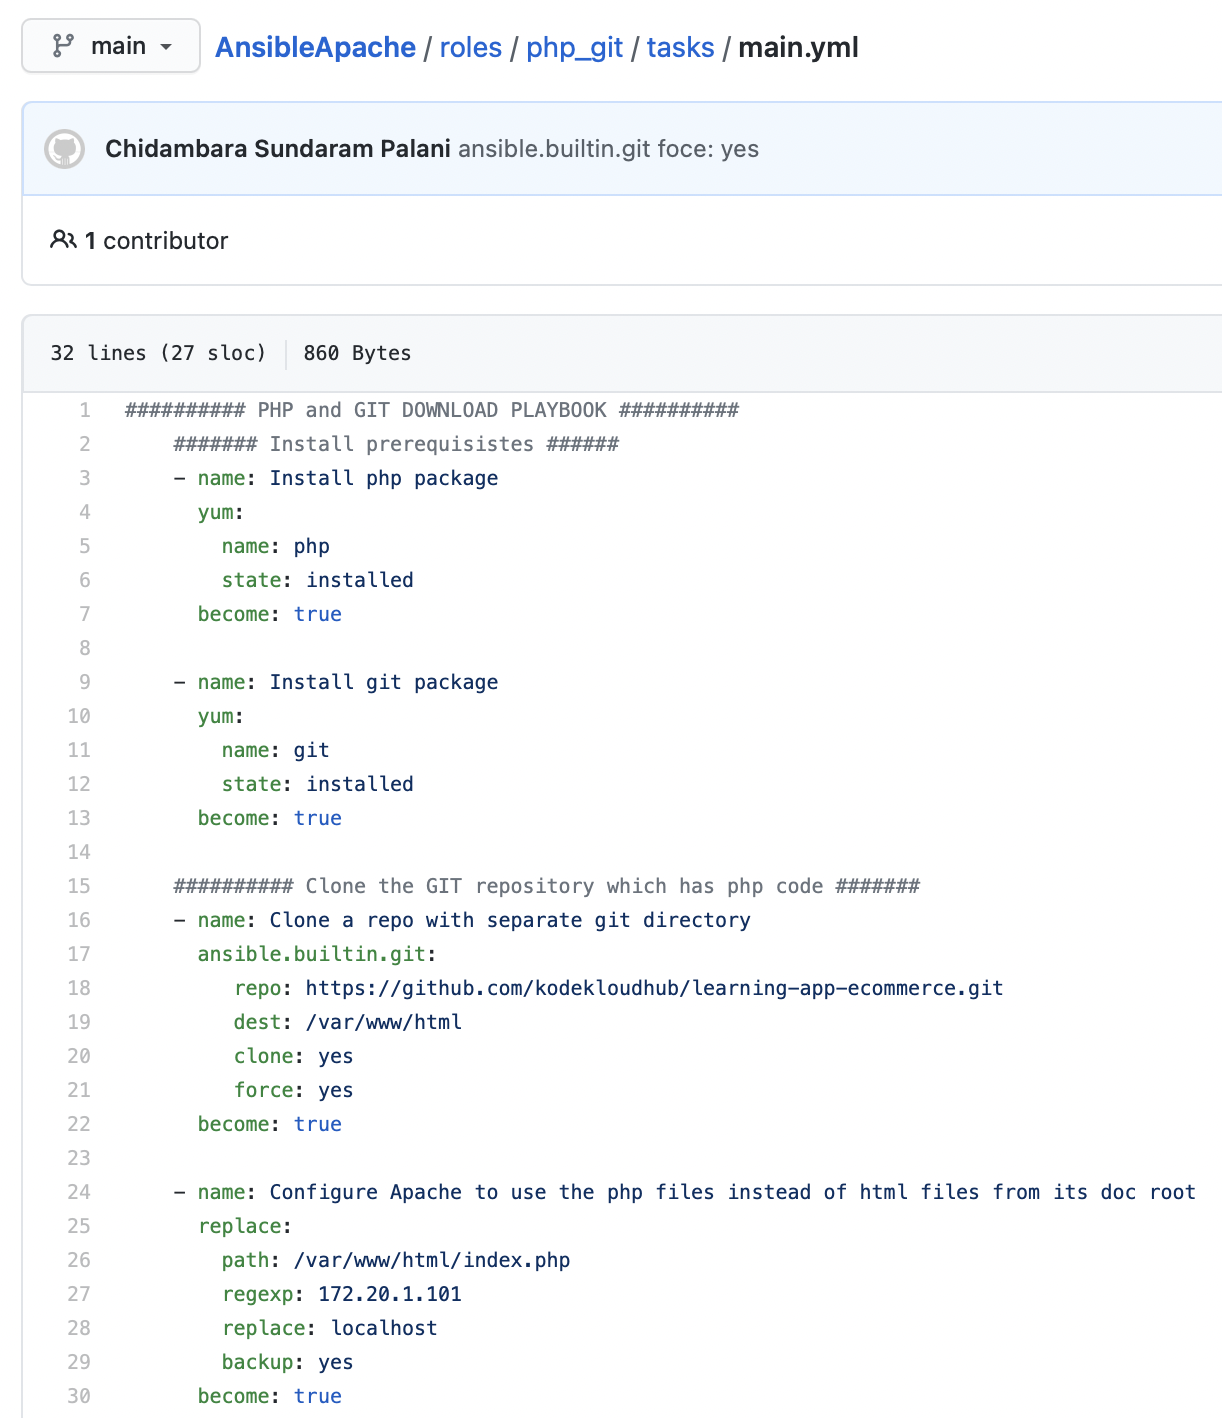 main
AnsibleApache / roles / php_git / tasks / main.yml
Chidambara Sundaram Palani ansible.builtin.git foce: yes
1 contributor
32 lines (27 sloc) 860 Bytes
1 ########## PHP and GIT DOWNLOAD PLAYBOOK ##########
2     ####### Install prerequisistes ######
3     - name: Install php package
4       yum:
5         name: php
6         state: installed
7       become: true
8
9     - name: Install git package
10       yum:
11         name: git
12         state: installed
13       become: true
14
15     ########## Clone the GIT repository which has php code #######
16     - name: Clone a repo with separate git directory
17       ansible.builtin.git:
18          repo: https://github.com/kodekloudhub/learning-app-ecommerce.git
19          dest: /var/www/html
20          clone: yes
21          force: yes
22       become: true
23
24     - name: Configure Apache to use the php files instead of html files from its doc root
25       replace:
26         path: /var/www/html/index.php
27         regexp: 172.20.1.101
28         replace: localhost
29         backup: yes
30       become: true